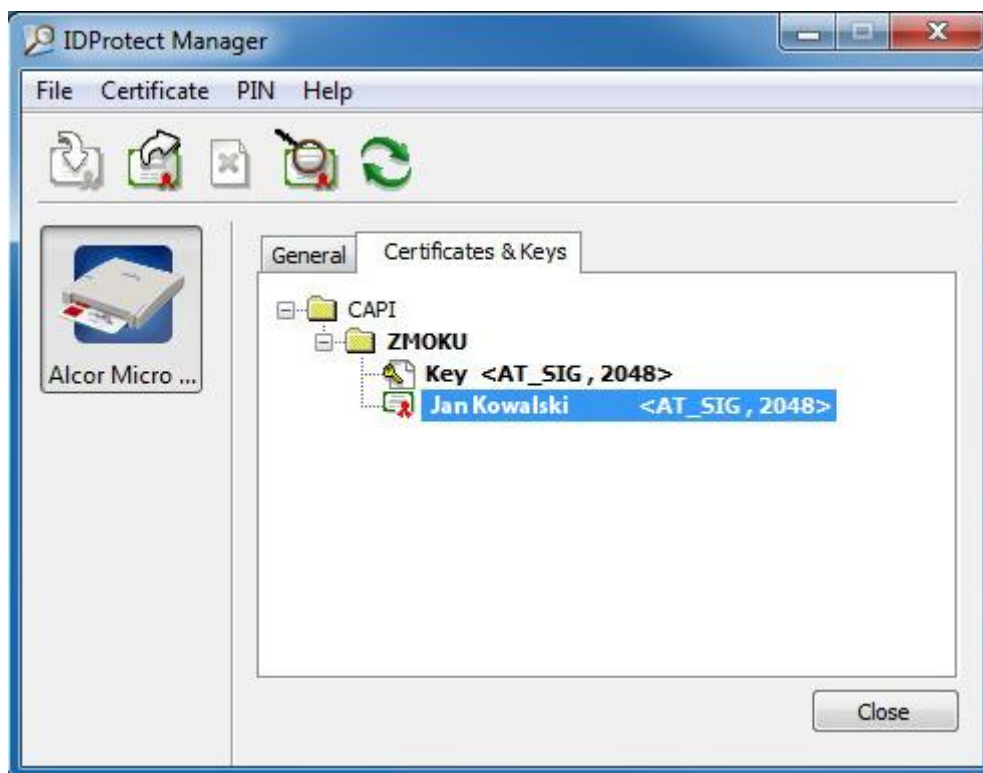 IDProtect Manager
File Certificate PIN Help
General Certificates & Keys
CAPI
ZMOKU
Key <AT_SIG , 2048>
Jan Kowalski <AT_SIG , 2048>
Alcor Micro ...
Close